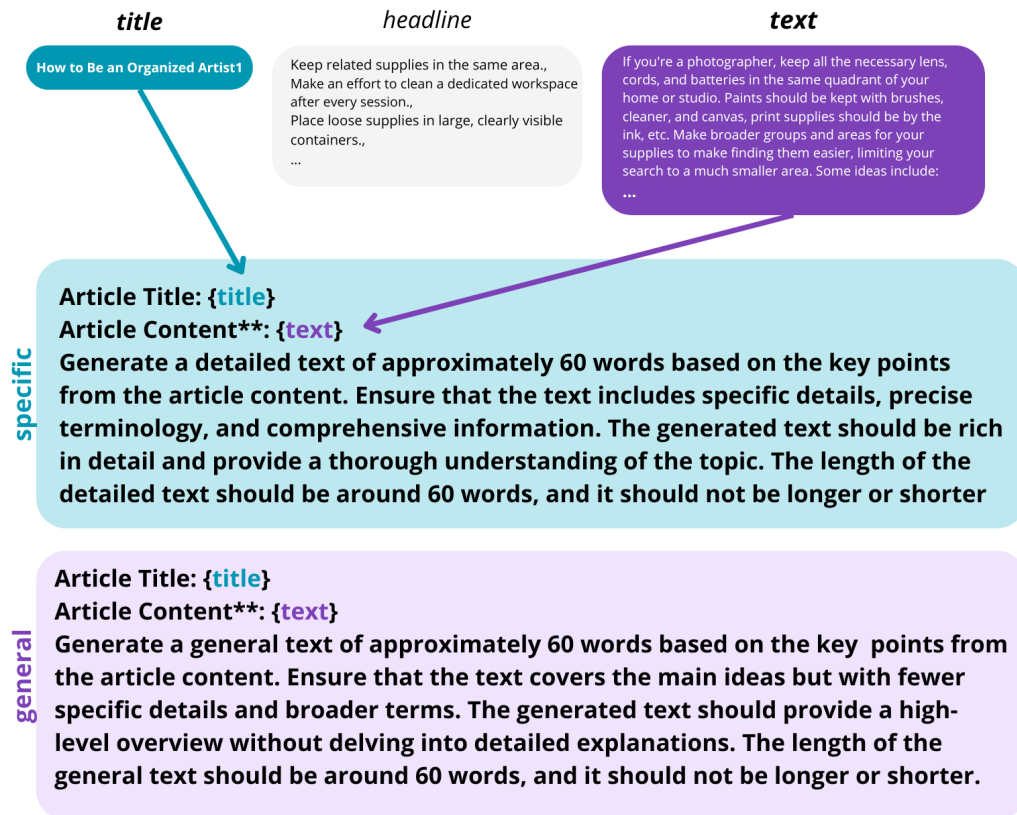 title
headline
text
How to Be an Organized Artist1
Keep related supplies in the same area.,
Make an effort to clean a dedicated workspace
after every session.,
Place loose supplies in large, clearly visible
containers.,
...
If you're a photographer, keep all the necessary lens,
cords, and batteries in the same quadrant of your
home or studio. Paints should be kept with brushes,
cleaner, and canvas, print supplies should be by the
ink, etc. Make broader groups and areas for your
supplies to make finding them easier, limiting your
search to a much smaller area. Some ideas include:
...
specific
Article Title: {title}
Article Content**: {text}
Generate a detailed text of approximately 60 words based on the key points
from the article content. Ensure that the text includes specific details, precise
terminology, and comprehensive information. The generated text should be rich
in detail and provide a thorough understanding of the topic. The length of the
detailed text should be around 60 words, and it should not be longer or shorter
general
Article Title: {title}
Article Content**: {text}
Generate a general text of approximately 60 words based on the key  points from
the article content. Ensure that the text covers the main ideas but with fewer
specific details and broader terms. The generated text should provide a high-
level overview without delving into detailed explanations. The length of the
general text should be around 60 words, and it should not be longer or shorter.